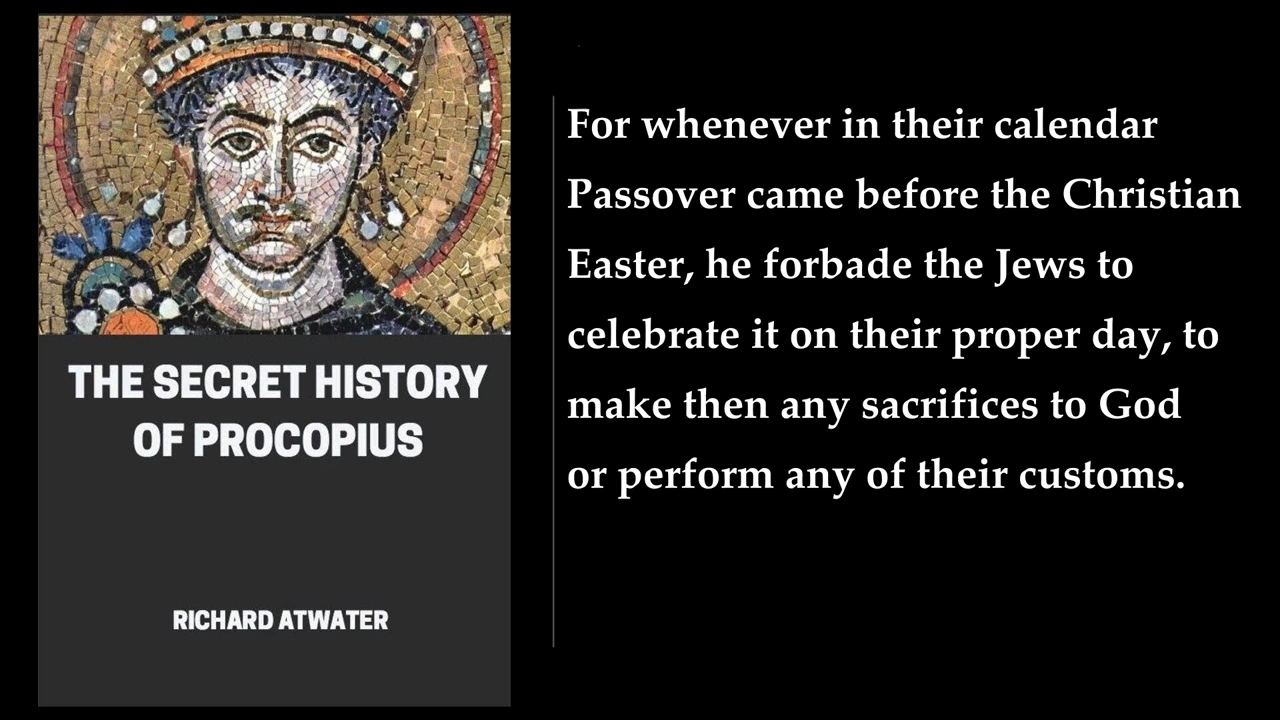 THE SECRET HISTORY
OF PROCOPIUS
RICHARD ATWATER
For whenever in their calendar
Passover came before the Christian
Easter, he forbade the Jews to
celebrate it on their proper day, to
make then any sacrifices to God
or perform any of their customs.